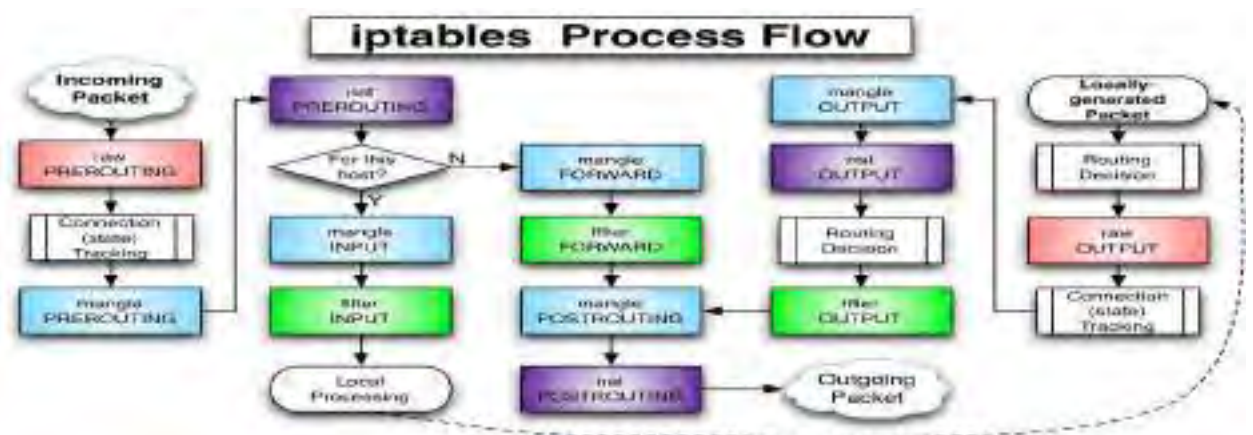 iptables Process Flow
Incoming
Packet
raw
PREROUTING
Connection
(state)
Tracking
mangle
PREROUTING
nat
PREROUTING
For this
host?
N
Y
mangle
INPUT
filter
INPUT
Local
Processing
mangle
FORWARD
filter
FORWARD
mangle
POSTROUTING
nat
POSTROUTING
Outgoing
Packet
mangle
OUTPUT
nat
OUTPUT
Routing
Decision
filter
OUTPUT
Locally-
generated
Packet
Routing
Decision
raw
OUTPUT
Connection
(state)
Tracking